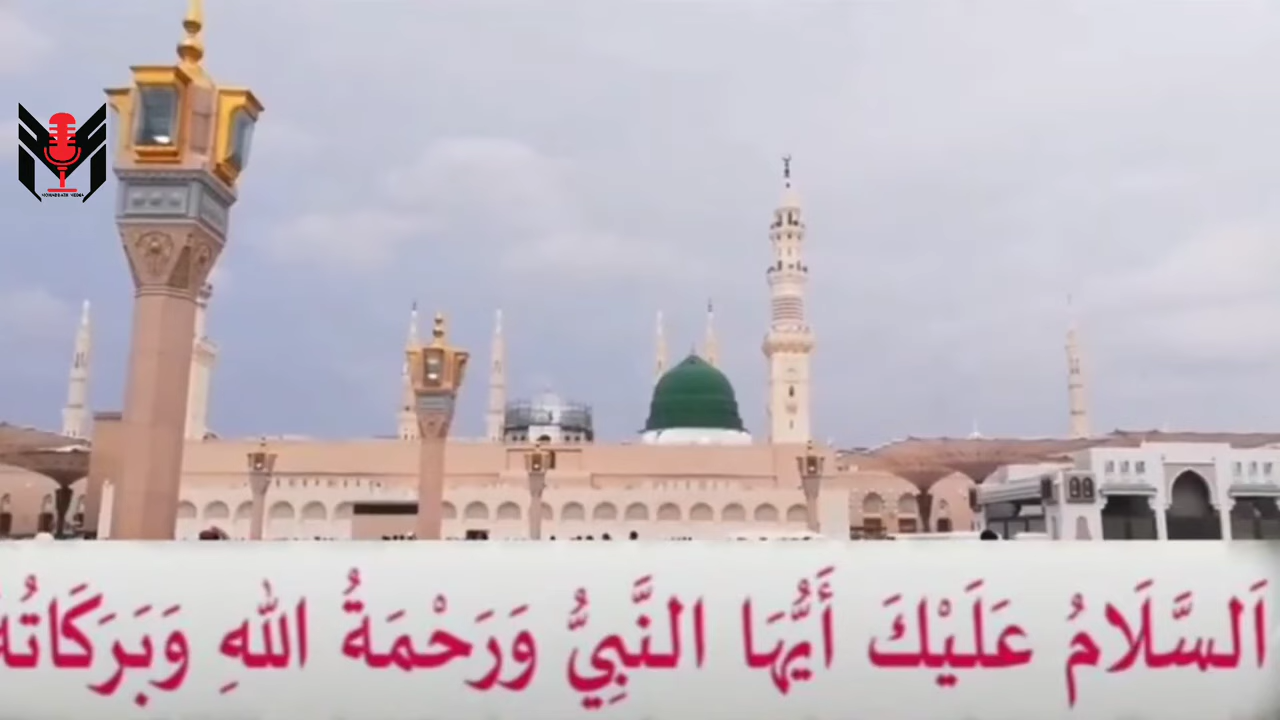 اَلسَّلَامُ عَلَيْكَ أَيُّهَا النَّبِيُّ وَرَحْمَةُ اللهِ وَبَرَكَاتُهُ